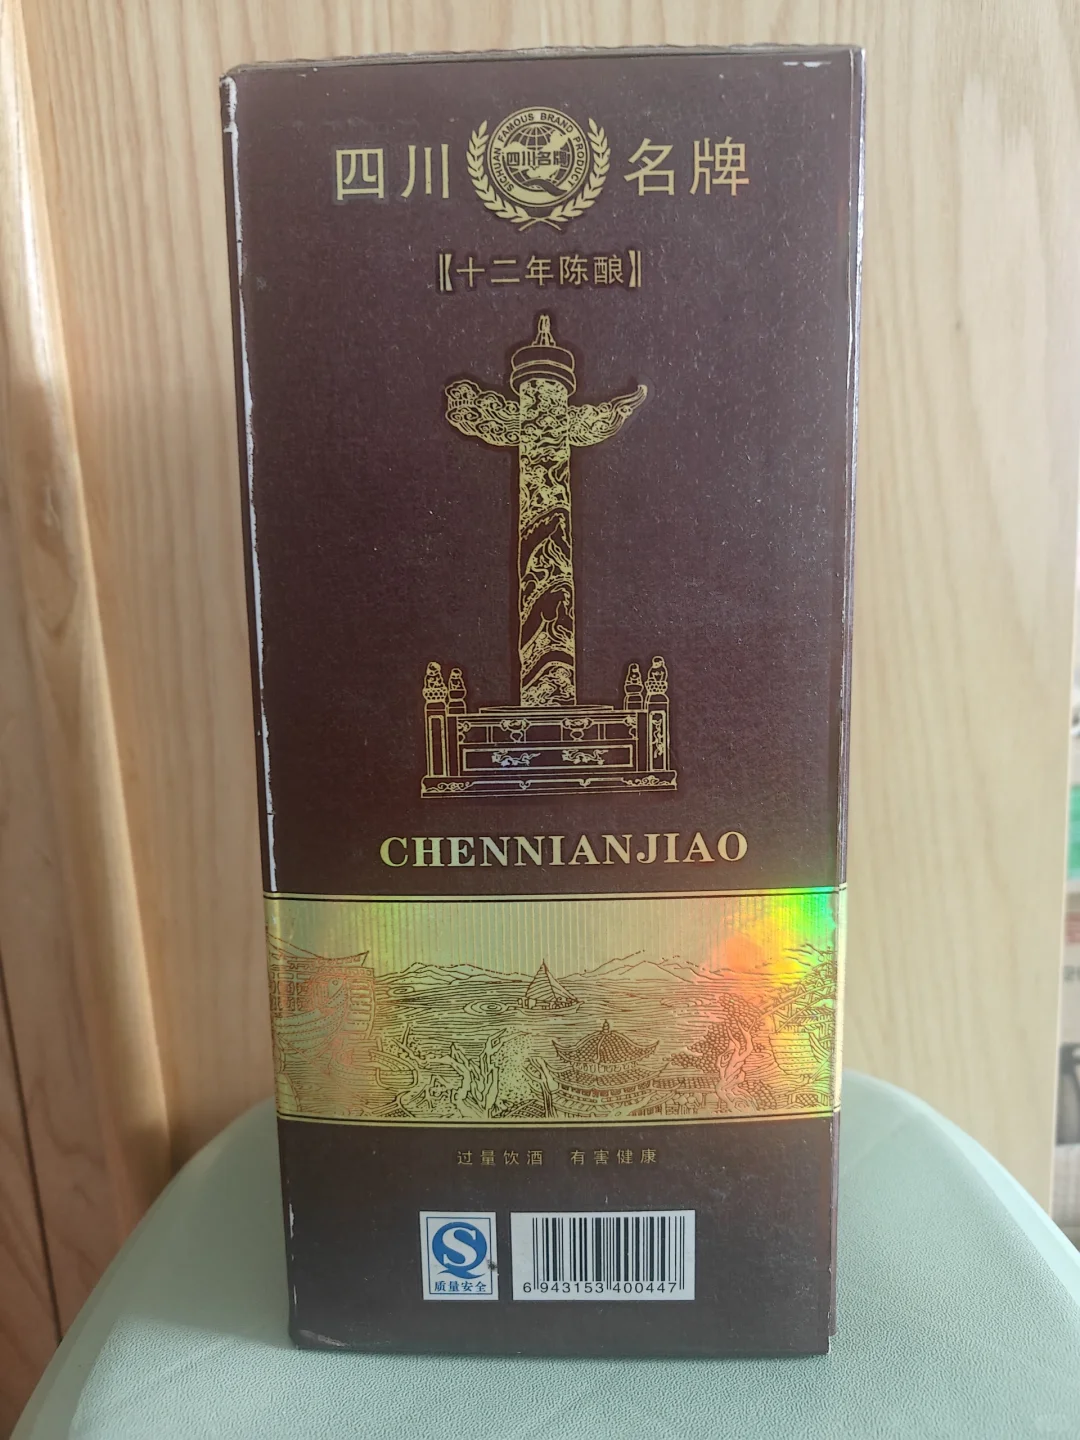 四川 名牌
SICHUAN FAMOUS BRAND PRODUCT
四川名牌
【十二年陈酿】
CHENNIANJIAO
过量饮酒 有害健康
S
质量安全
6 943153 400447